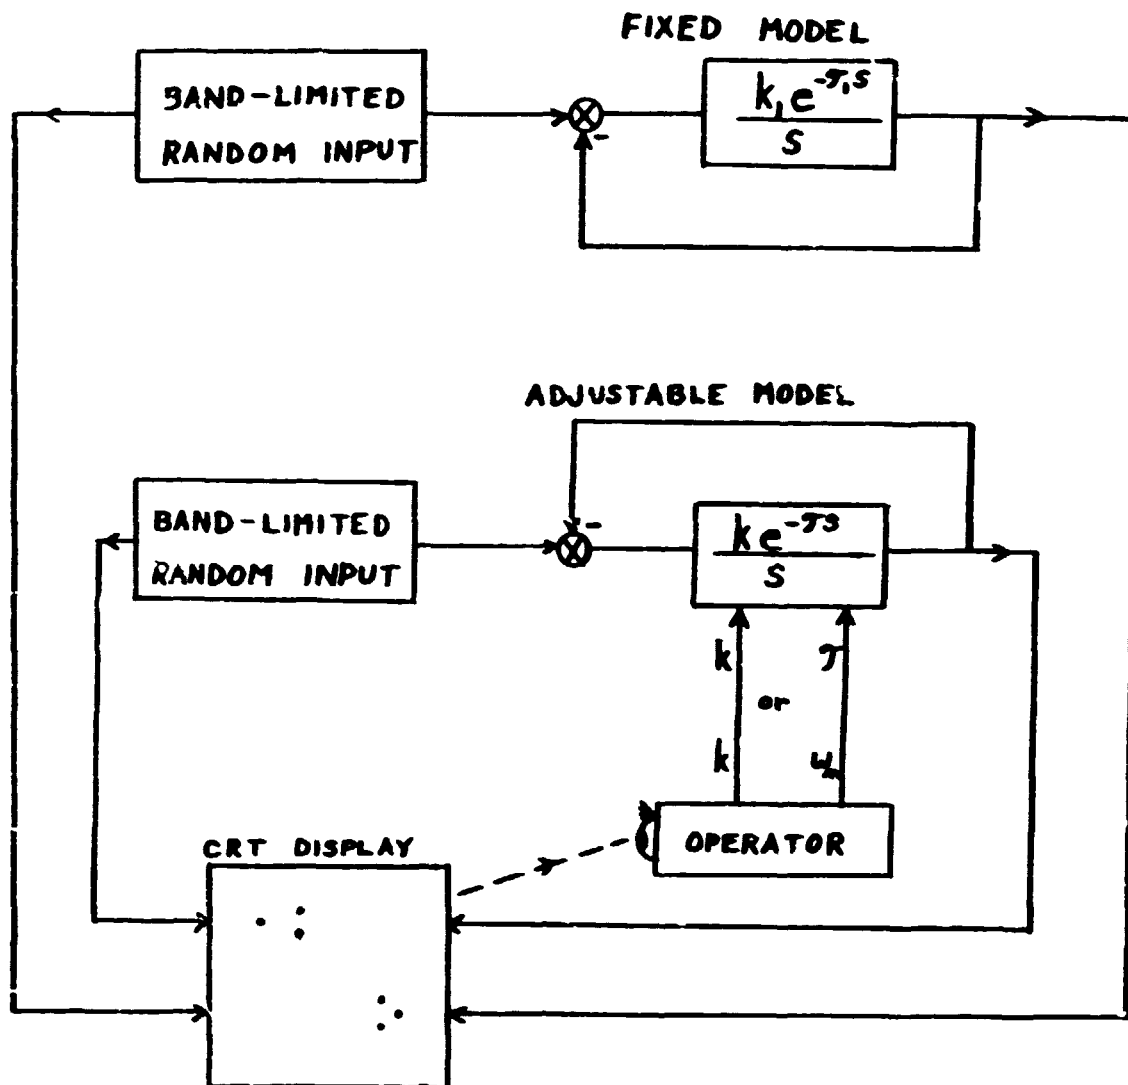 FIXED MODEL
BAND-LIMITED
RANDOM INPUT
k₁e^{-τ₁s}
s
-
ADJUSTABLE MODEL
BAND-LIMITED
RANDOM INPUT
-
ke^{-τs}
s
k τ
or
k ωₘ
OPERATOR
CRT DISPLAY